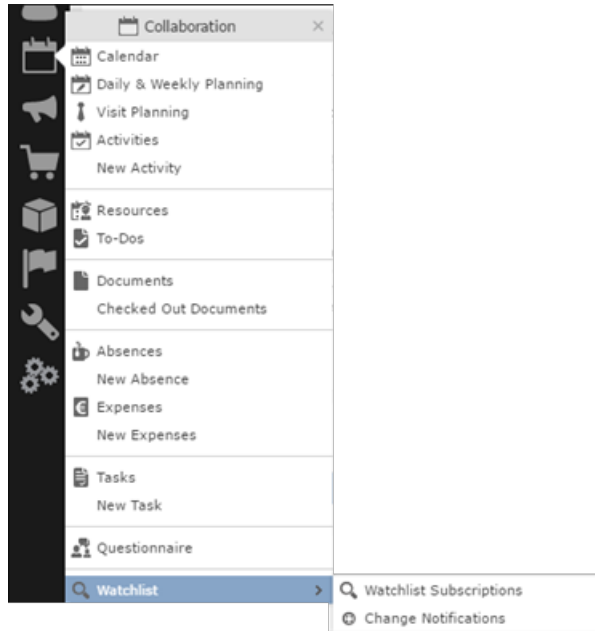 Collaboration
Calendar
Daily & Weekly Planning
Visit Planning
Activities
New Activity
Resources
To-Dos
Documents
Checked Out Documents
Absences
New Absence
Expenses
New Expenses
Tasks
New Task
Questionnaire
Watchlist
Watchlist Subscriptions
Change Notifications